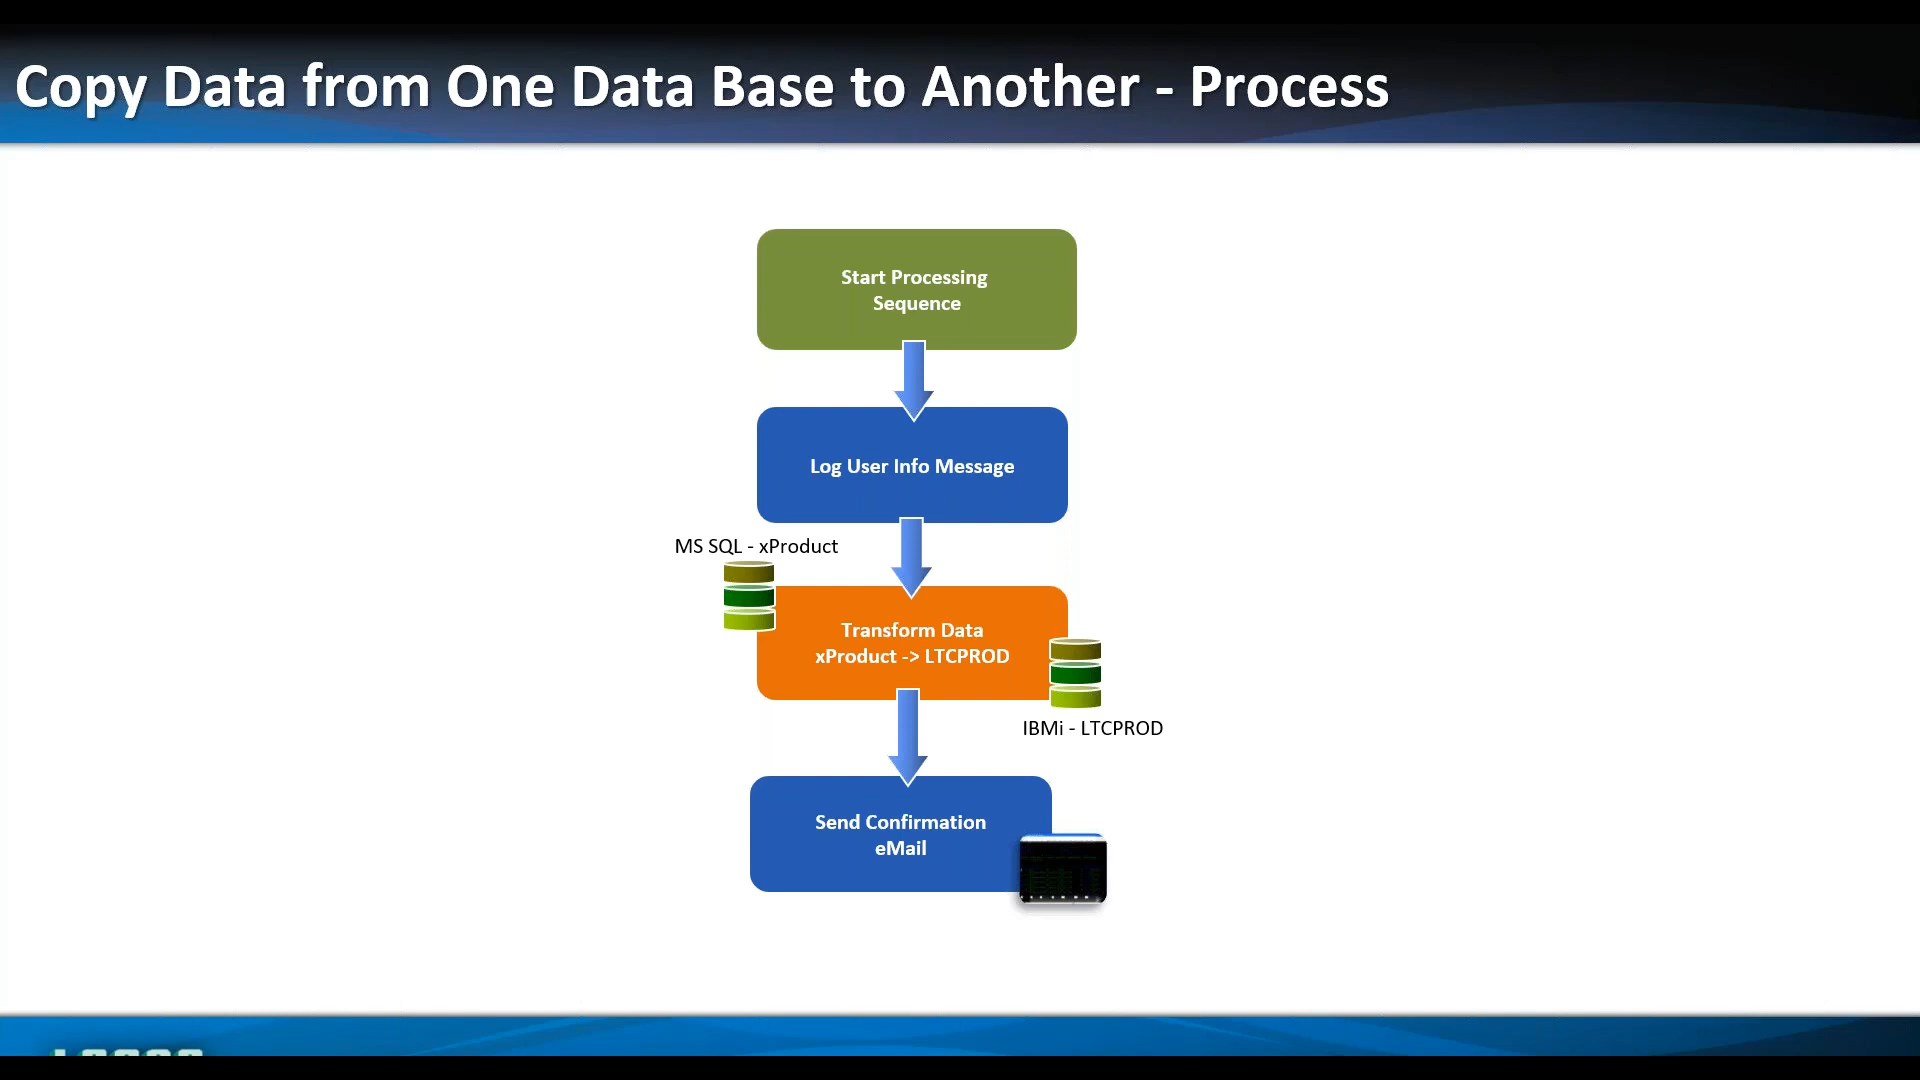 Copy Data from One Data Base to Another - Process
Start Processing
Sequence
Log User Info Message
MS SQL - xProduct
Transform Data
xProduct -> LTCPROD
IBMi - LTCPROD
Send Confirmation
eMail